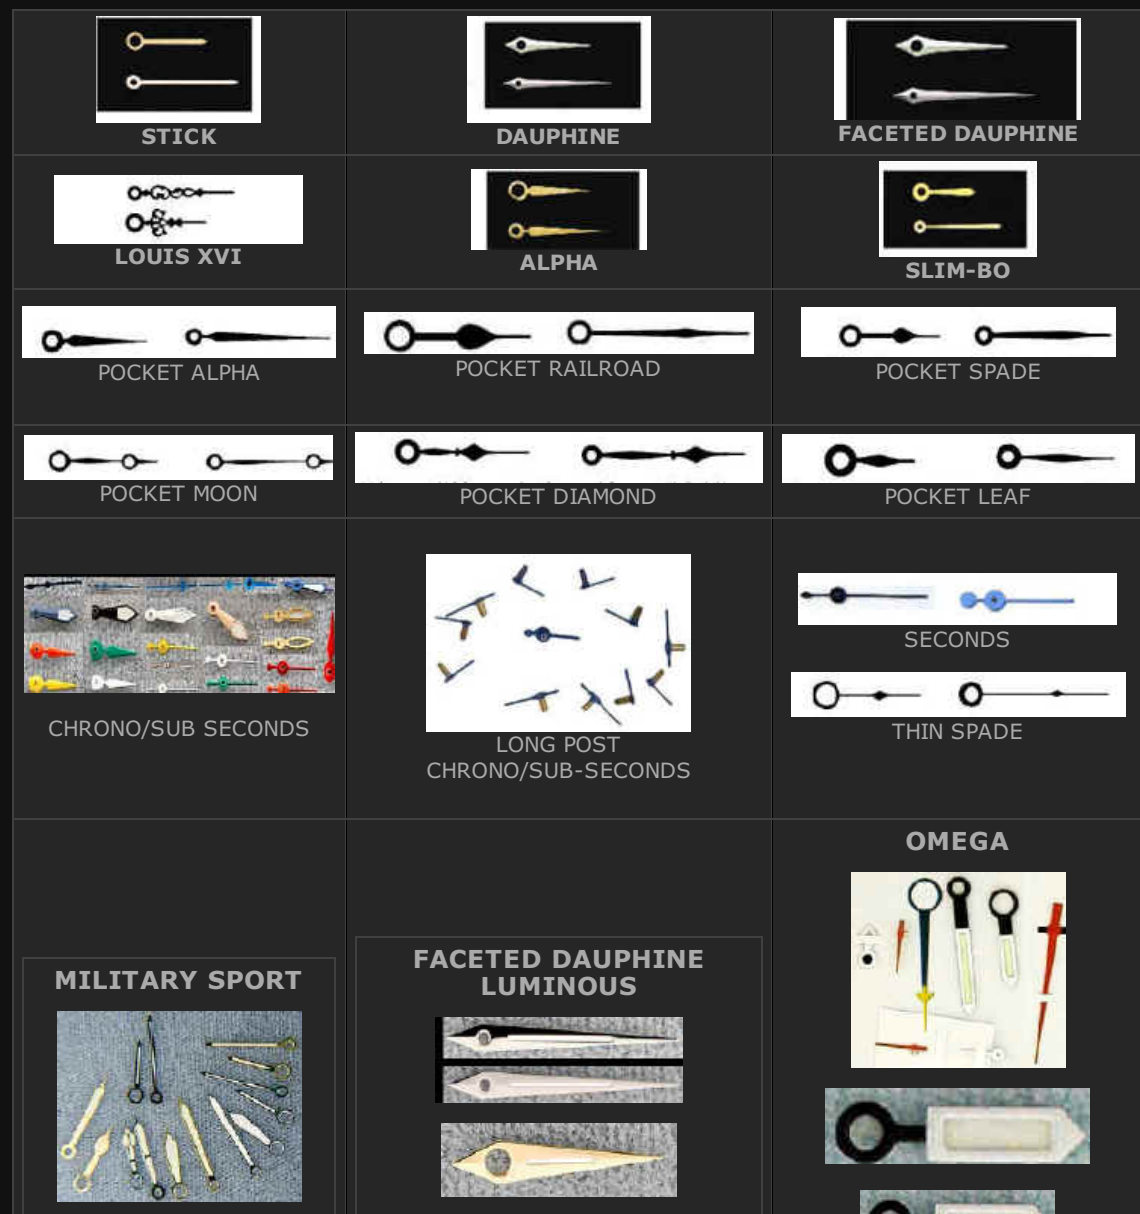 STICK
DAUPHINE
FACETED DAUPHINE
LOUIS XVI
ALPHA
SLIM-BO
POCKET ALPHA
POCKET RAILROAD
POCKET SPADE
POCKET MOON
POCKET DIAMOND
POCKET LEAF
CHRONO/SUB SECONDS
LONG POST
CHRONO/SUB-SECONDS
SECONDS
THIN SPADE
MILITARY SPORT
FACETED DAUPHINE
LUMINOUS
OMEGA